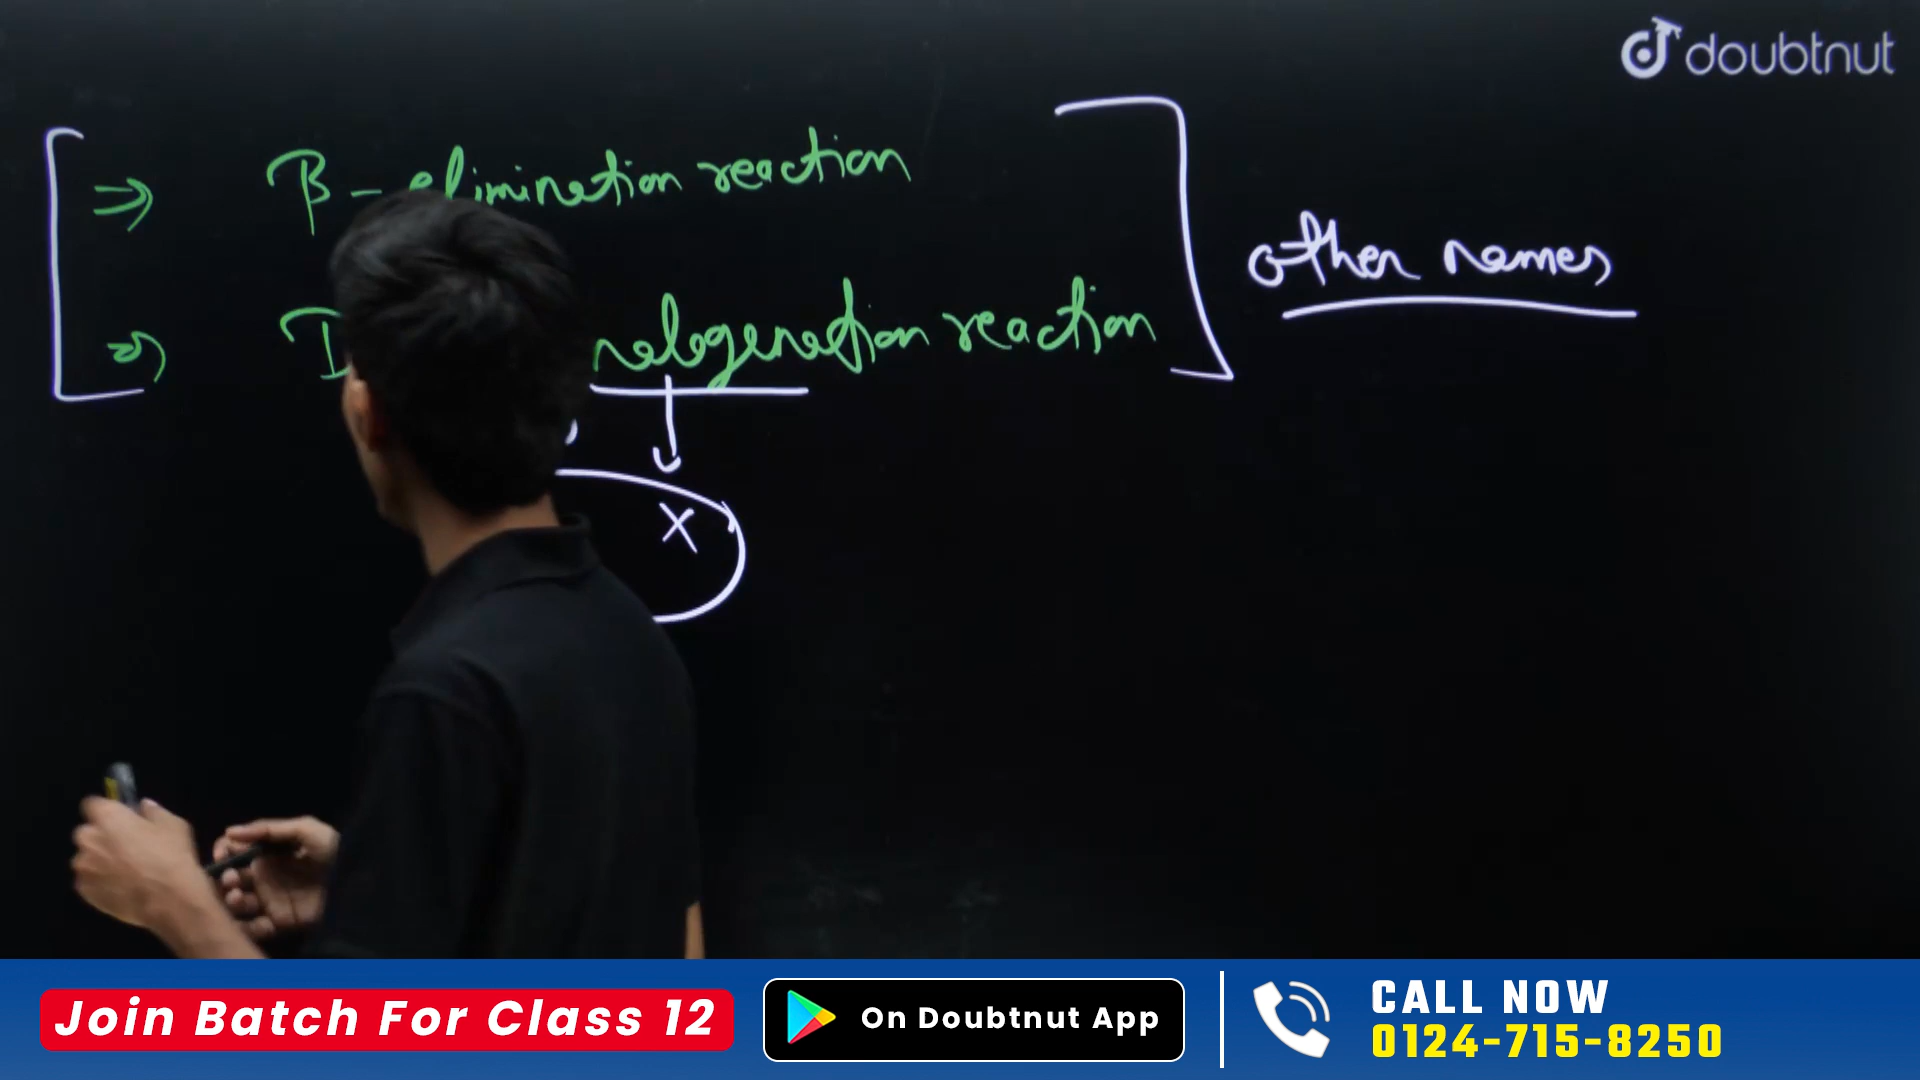 doubtnut
⇒ β - elimination reaction
⇒ halogenation reaction
other names
X
Join Batch For Class 12
On Doubtnut App
CALL NOW
0124-715-8250